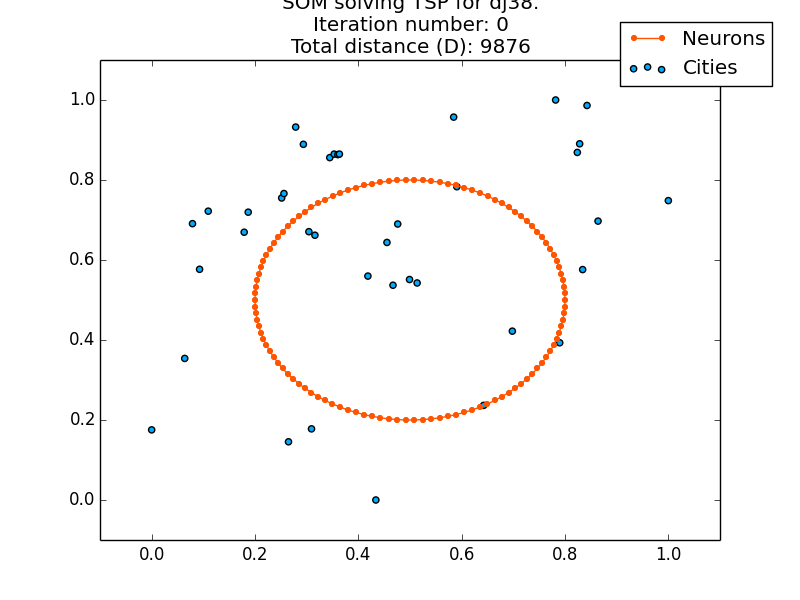 SOM solving TSP for dj38.
Iteration number: 0
Total distance (D): 9876
Neurons
Cities
1.0
0.8
0.6
0.4
0.2
0.0
0.0 0.2 0.4 0.6 0.8 1.0